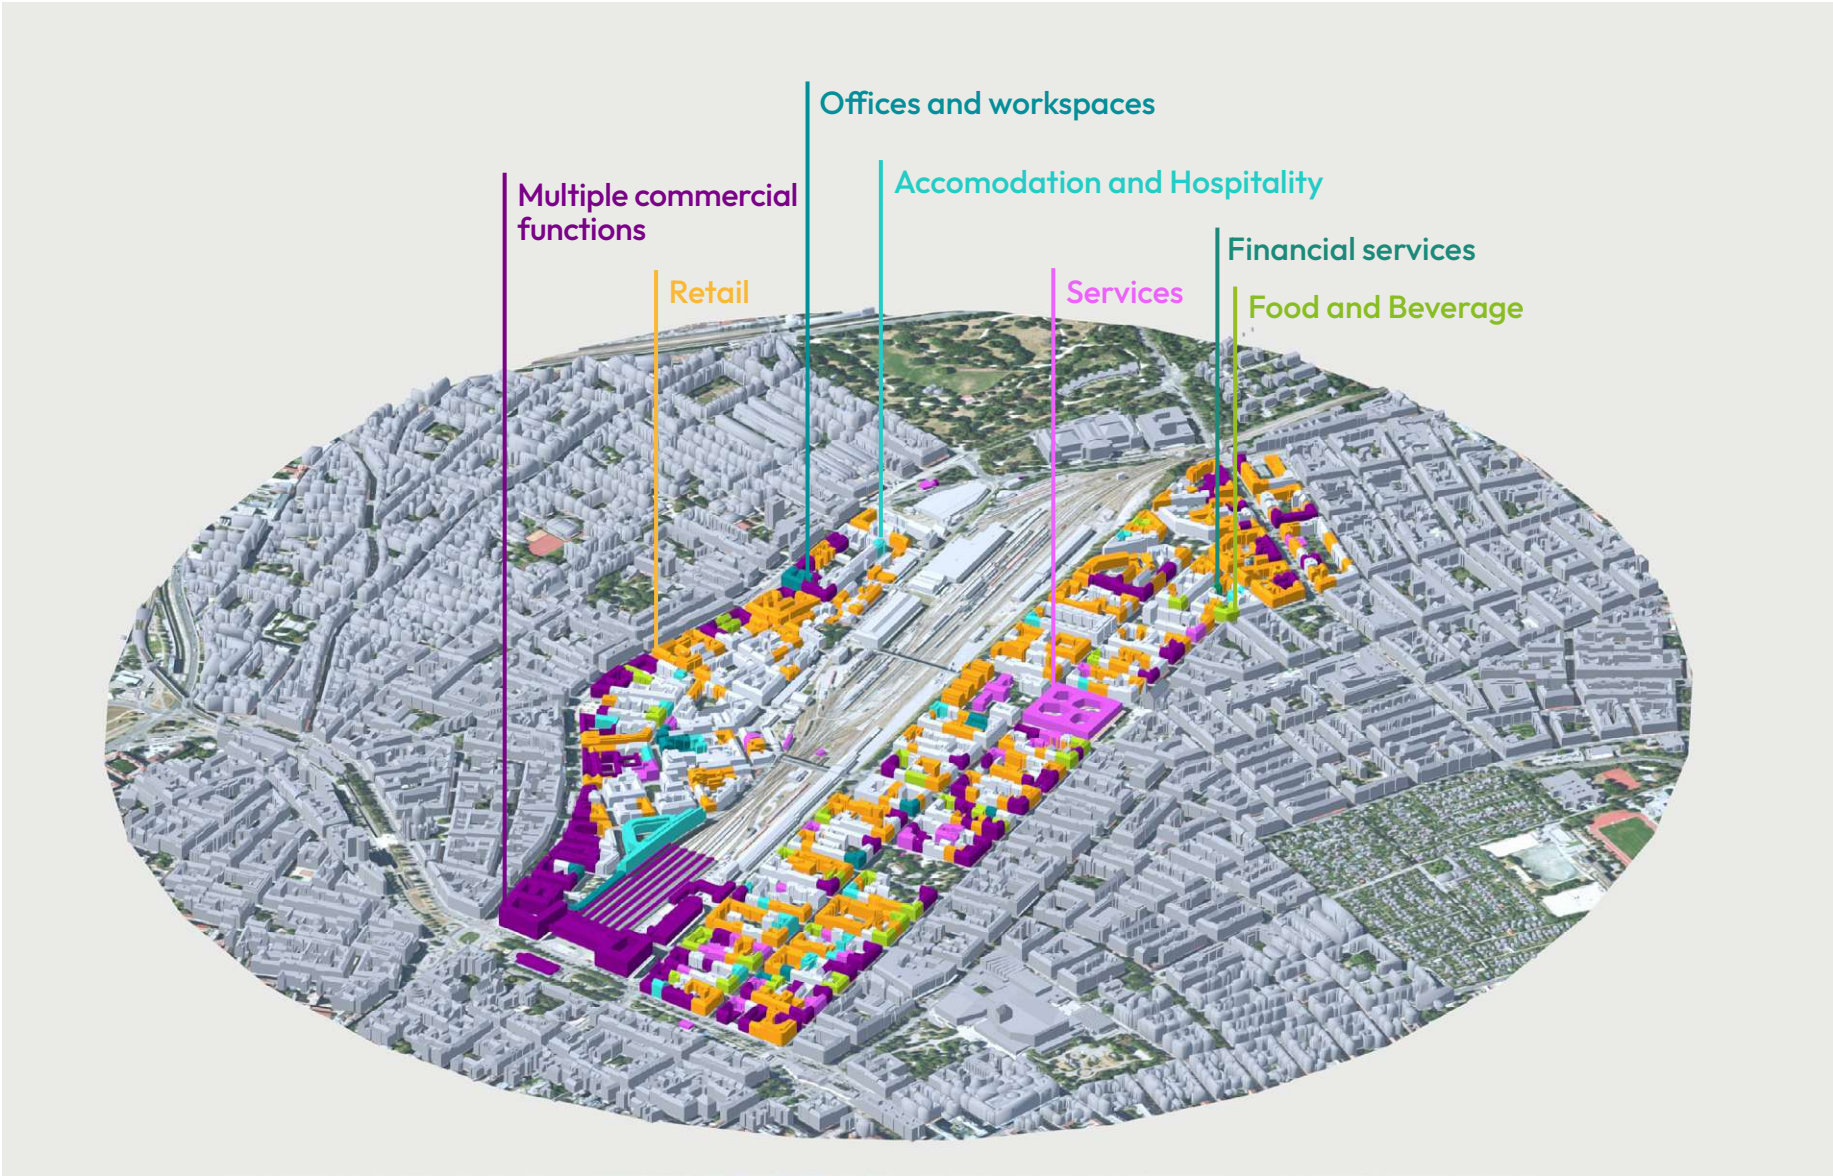 Offices and workspaces
Accomodation and Hospitality
Multiple commercial
functions
Financial services
Retail
Services
Food and Beverage